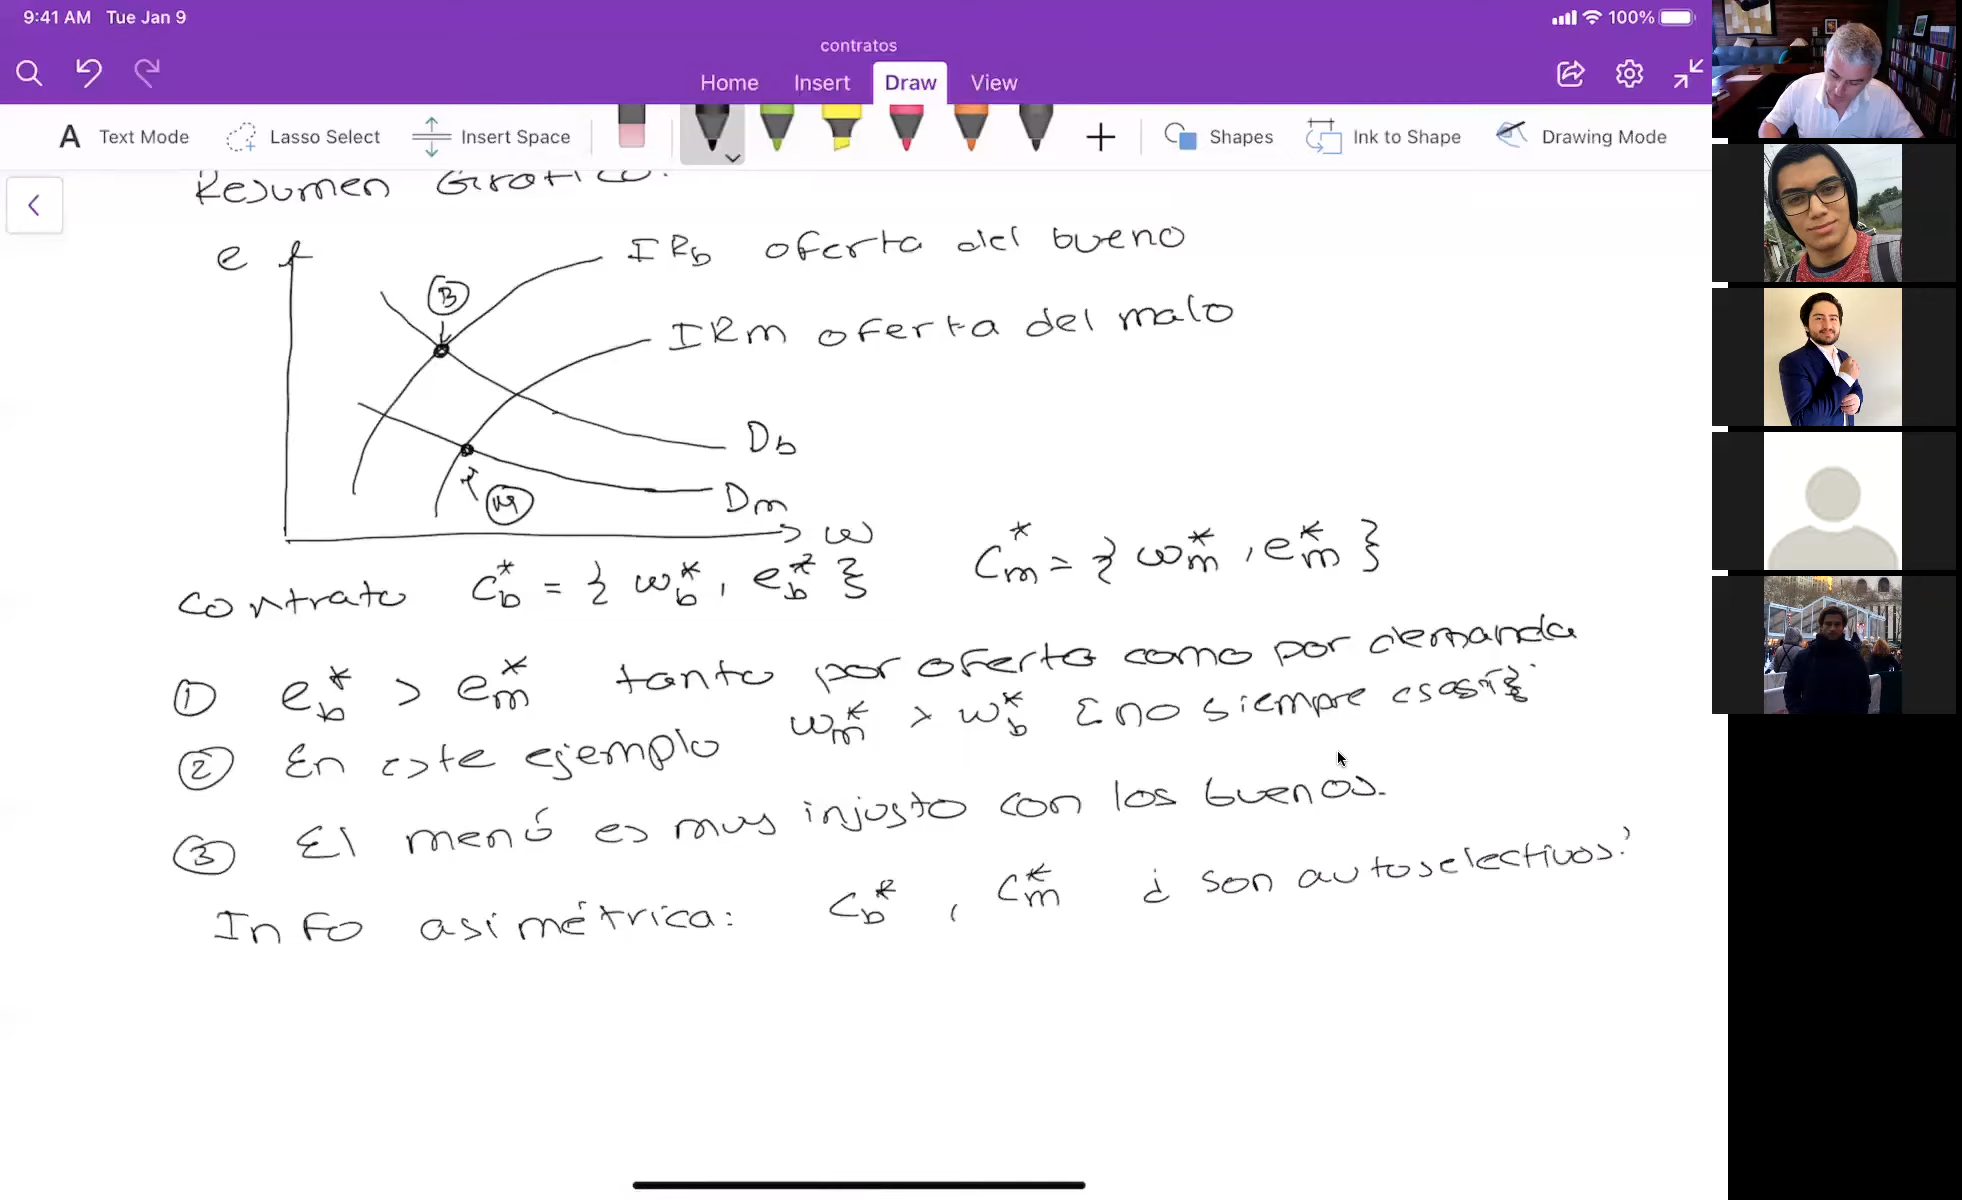 9:41 AM Tue Jan 9
100%
contratos
Home Insert Draw View
A Text Mode Lasso Select Insert Space Shapes Ink to Shape Drawing Mode
Resumen Gráfico:
e
B
IRb oferta del bueno
IRm oferta del malo
Db
M
Dm
w
contrato Cb* = { wb*, eb* } Cm* = { wm*, em* }
① eb* > em* tanto por oferta como por demanda
② En este ejemplo wm* > wb* {no siempre es así}
③ El menú es muy injusto con los buenos.
Info asimétrica: Cb*, Cm* ¿ son autoselectivos?